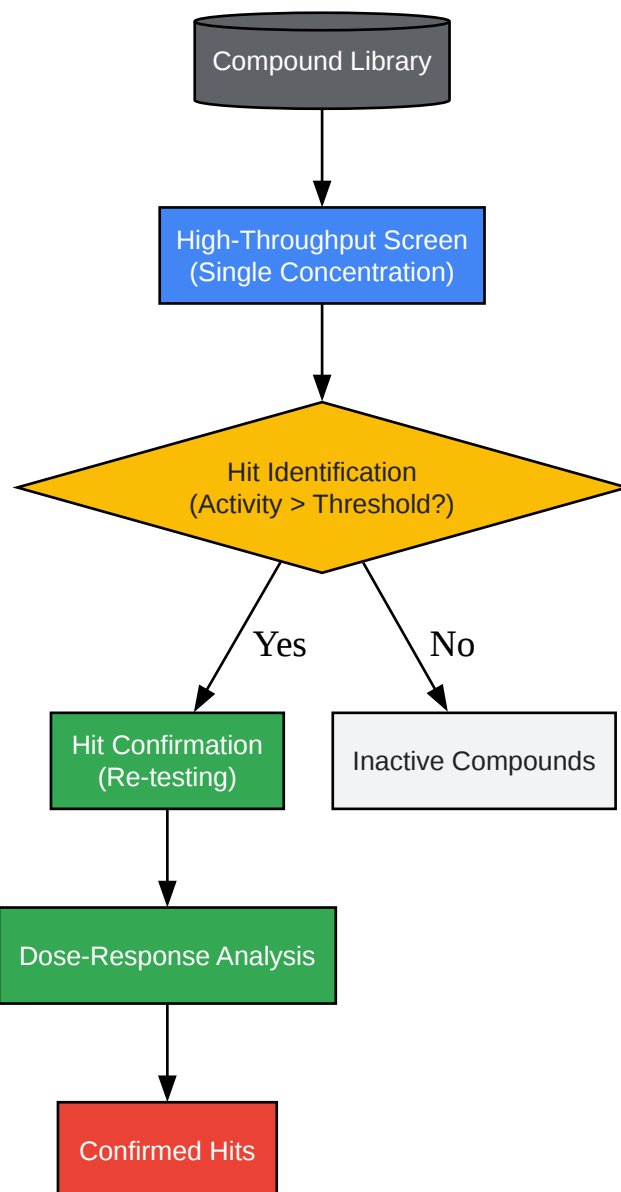 Compound Library
High-Throughput Screen
(Single Concentration)
Hit Identification
(Activity > Threshold?)
Yes
No
Hit Confirmation
(Re-testing)
Inactive Compounds
Dose-Response Analysis
Confirmed Hits